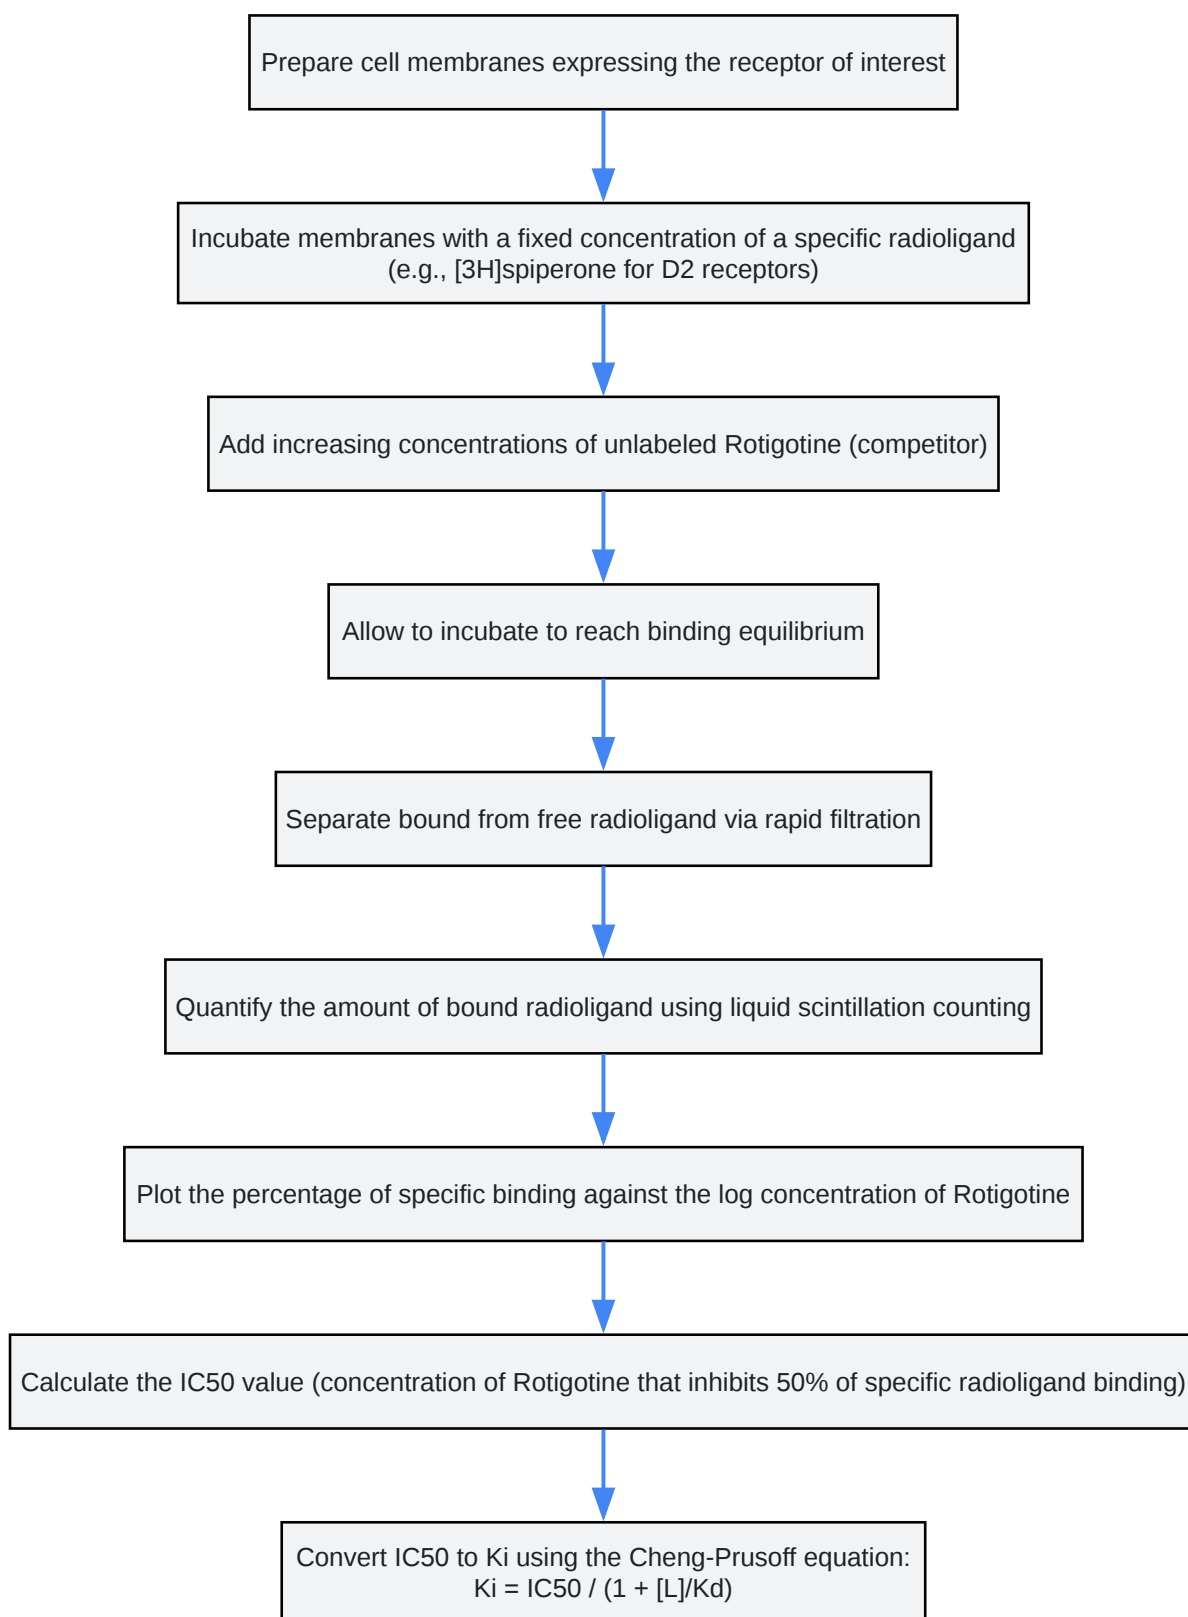 Prepare cell membranes expressing the receptor of interest
Incubate membranes with a fixed concentration of a specific radioligand
(e.g., [3H]spiperone for D2 receptors)
Add increasing concentrations of unlabeled Rotigotine (competitor)
Allow to incubate to reach binding equilibrium
Separate bound from free radioligand via rapid filtration
Quantify the amount of bound radioligand using liquid scintillation counting
Plot the percentage of specific binding against the log concentration of Rotigotine
Calculate the IC50 value (concentration of Rotigotine that inhibits 50% of specific radioligand binding)
Convert IC50 to Ki using the Cheng-Prusoff equation:
Ki = IC50 / (1 + [L]/Kd)